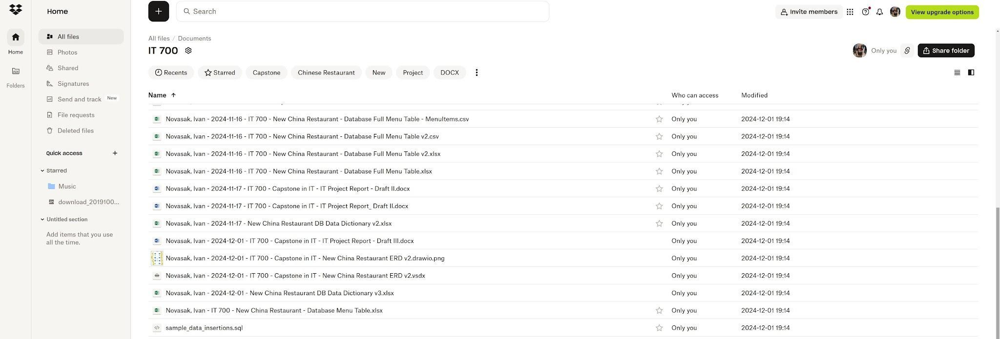 Home
Search
Invite members
View upgrade options
Home
Folders
All files
Photos
Shared
Signatures
Send and track New
File requests
Deleted files
Quick access +
Starred
Music
download_2019100...
Untitled section
Add items that you use
all the time.
All files / Documents
IT 700
Only you
Share folder
Recents Starred Capstone Chinese Restaurant New Project DOCX
Name Who can access Modified
Novasak, Ivan - 2024-11-16 - IT 700 - New China Restaurant - Database Full Menu Table - MenuItems.csv Only you 2024-12-01 19:14
Novasak, Ivan - 2024-11-16 - IT 700 - New China Restaurant - Database Full Menu Table v2.csv Only you 2024-12-01 19:14
Novasak, Ivan - 2024-11-16 - IT 700 - New China Restaurant - Database Full Menu Table v2.xlsx Only you 2024-12-01 19:14
Novasak, Ivan - 2024-11-16 - IT 700 - New China Restaurant - Database Full Menu Table.xlsx Only you 2024-12-01 19:14
Novasak, Ivan - 2024-11-17 - IT 700 - Capstone in IT - IT Project Report - Draft II.docx Only you 2024-12-01 19:14
Novasak, Ivan - 2024-11-17 - IT 700 - Capstone in IT - IT Project Report_ Draft II.docx Only you 2024-12-01 19:14
Novasak, Ivan - 2024-11-17 - New China Restaurant DB Data Dictionary v2.xlsx Only you 2024-12-01 19:14
Novasak, Ivan - 2024-12-01 - IT 700 - Capstone in IT - IT Project Report - Draft III.docx Only you 2024-12-01 19:14
Novasak, Ivan - 2024-12-01 - IT 700 - Capstone in IT - New China Restaurant ERD v2.drawio.png Only you 2024-12-01 19:14
Novasak, Ivan - 2024-12-01 - IT 700 - Capstone in IT - New China Restaurant ERD v2.vsdx Only you 2024-12-01 19:14
Novasak, Ivan - 2024-12-01 - New China Restaurant DB Data Dictionary v3.xlsx Only you 2024-12-01 19:14
Novasak, Ivan - IT 700 - New China Restaurant - Database Menu Table.xlsx Only you 2024-12-01 19:14
sample_data_insertions.sql Only you 2024-12-01 19:14